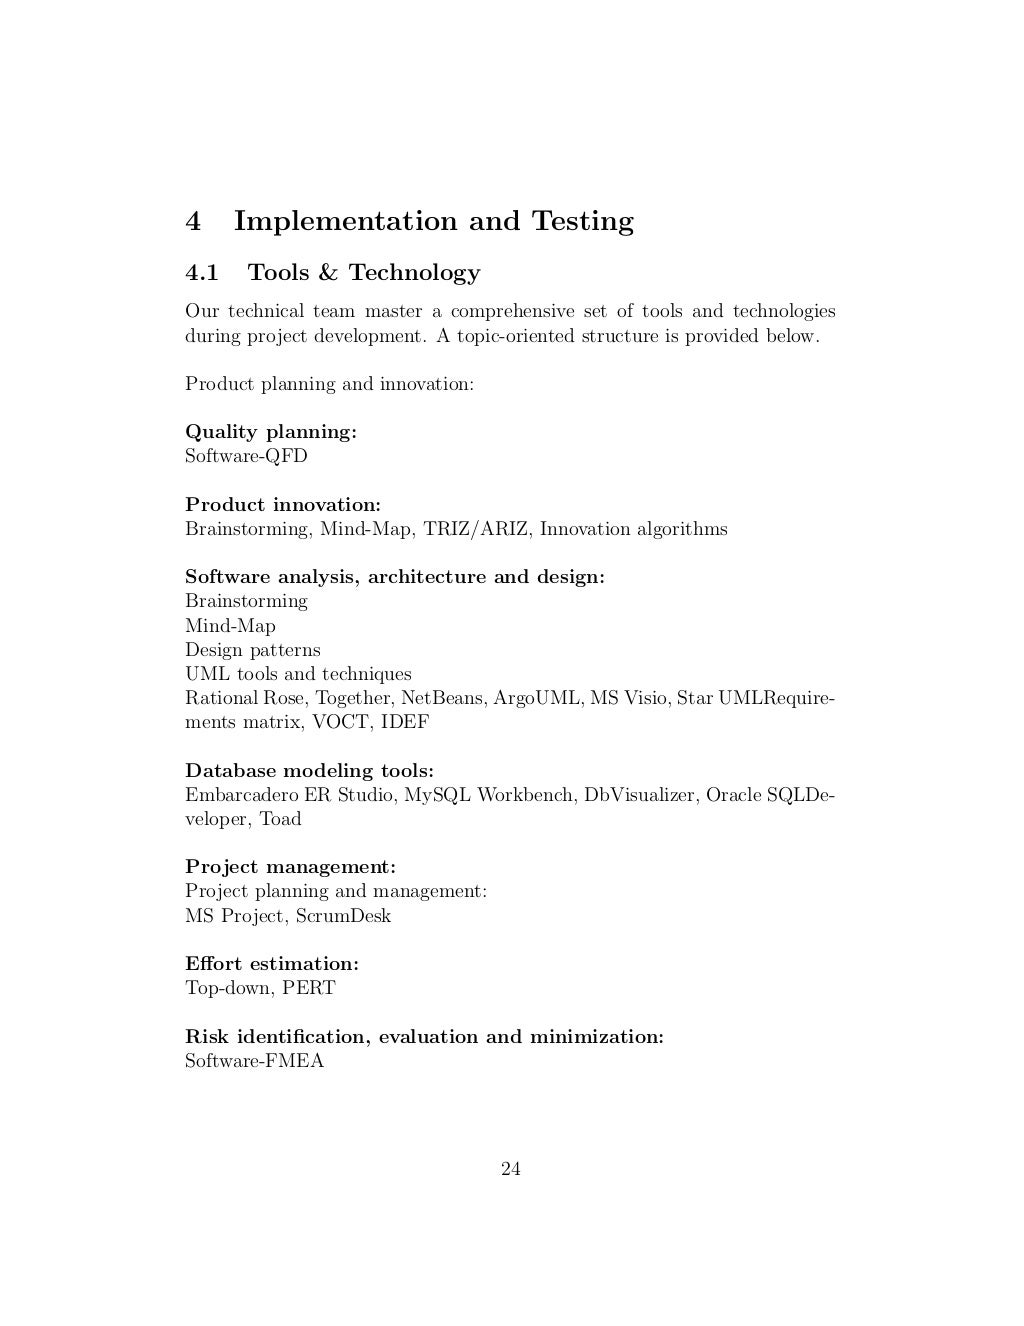 4 Implementation and Testing
4.1 Tools & Technology
Our technical team master a comprehensive set of tools and technologies
during project development. A topic-oriented structure is provided below.
Product planning and innovation:
Quality planning:
Software-QFD
Product innovation:
Brainstorming, Mind-Map, TRIZ/ARIZ, Innovation algorithms
Software analysis, architecture and design:
Brainstorming
Mind-Map
Design patterns
UML tools and techniques
Rational Rose, Together, NetBeans, ArgoUML, MS Visio, Star UMLRequire-
ments matrix, VOCT, IDEF
Database modeling tools:
Embarcadero ER Studio, MySQL Workbench, DbVisualizer, Oracle SQLDe-
veloper, Toad
Project management:
Project planning and management:
MS Project, ScrumDesk
Effort estimation:
Top-down, PERT
Risk identification, evaluation and minimization:
Software-FMEA
24